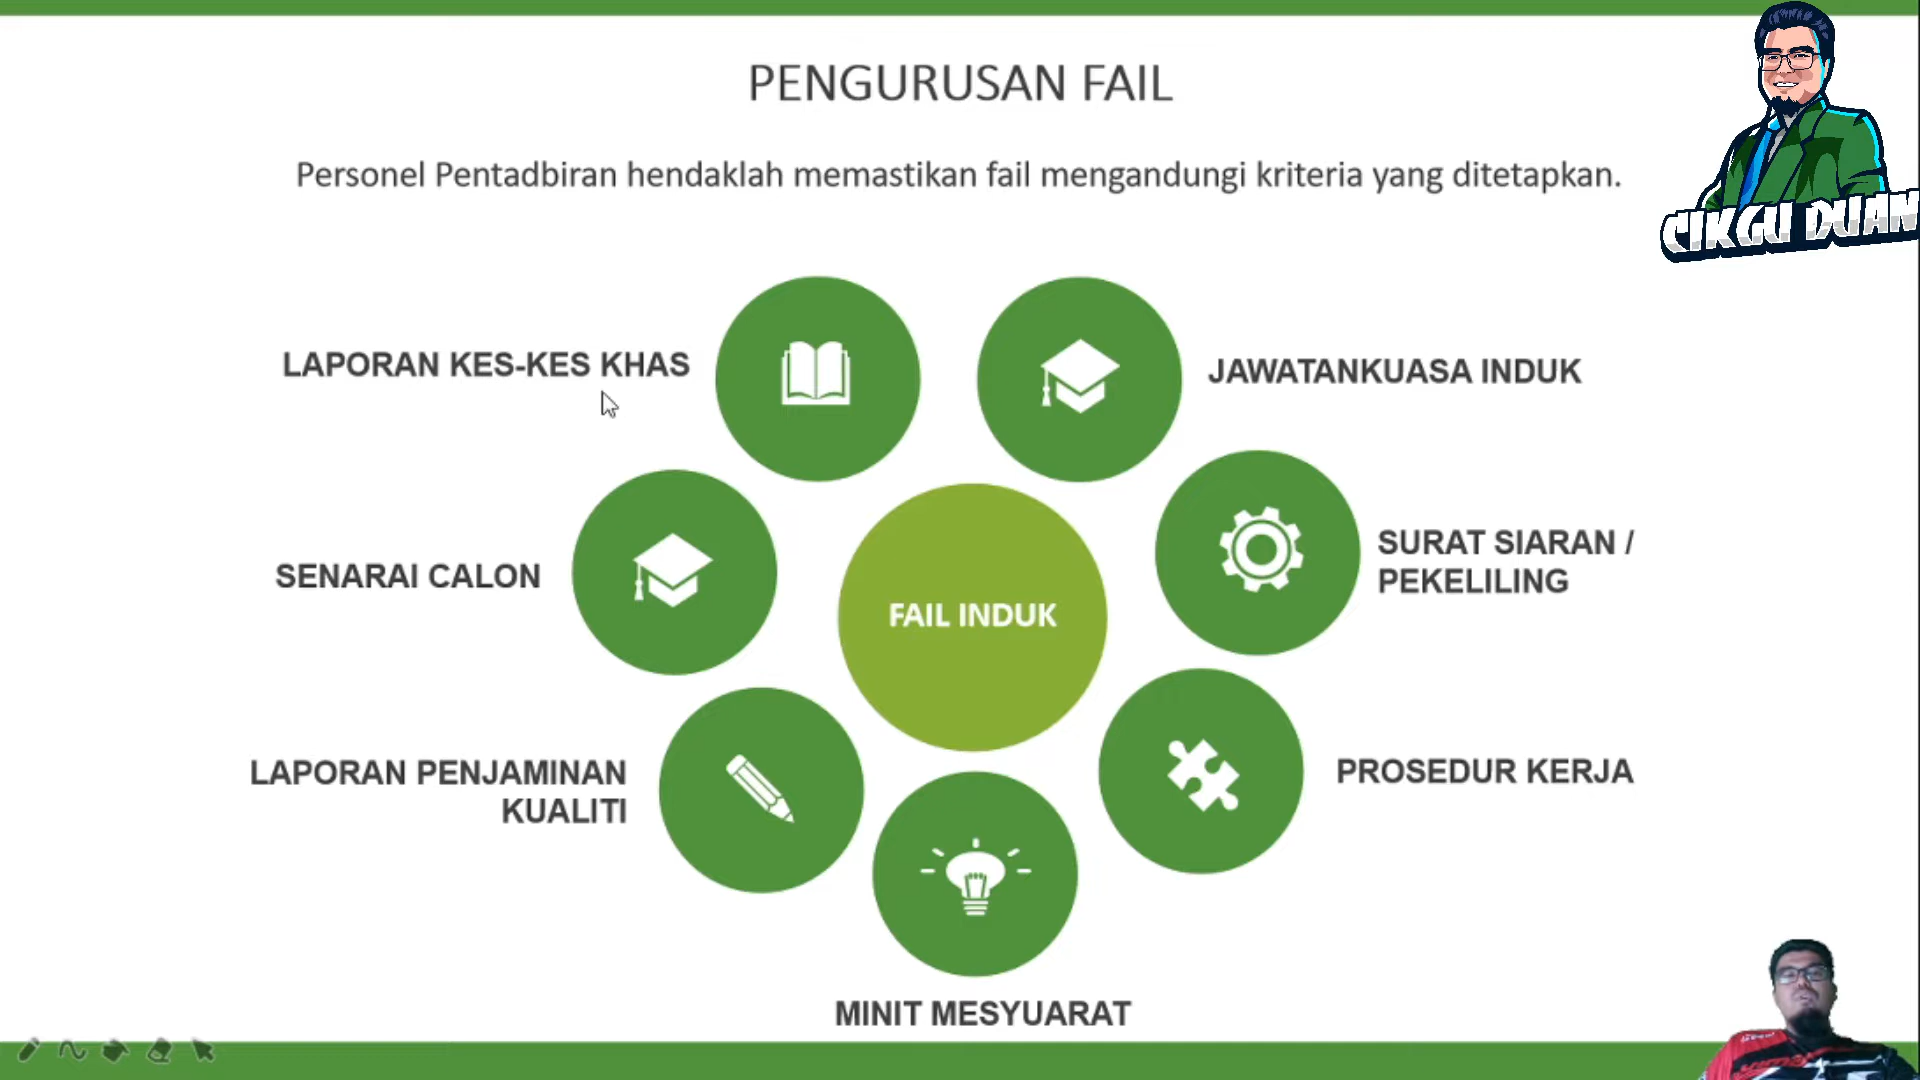 PENGURUSAN FAIL
Personel Pentadbiran hendaklah memastikan fail mengandungi kriteria yang ditetapkan.
CIKGU DUAN
LAPORAN KES-KES KHAS
JAWATANKUASA INDUK
SENARAI CALON
SURAT SIARAN /
PEKELILING
FAIL INDUK
LAPORAN PENJAMINAN
KUALITI
PROSEDUR KERJA
MINIT MESYUARAT